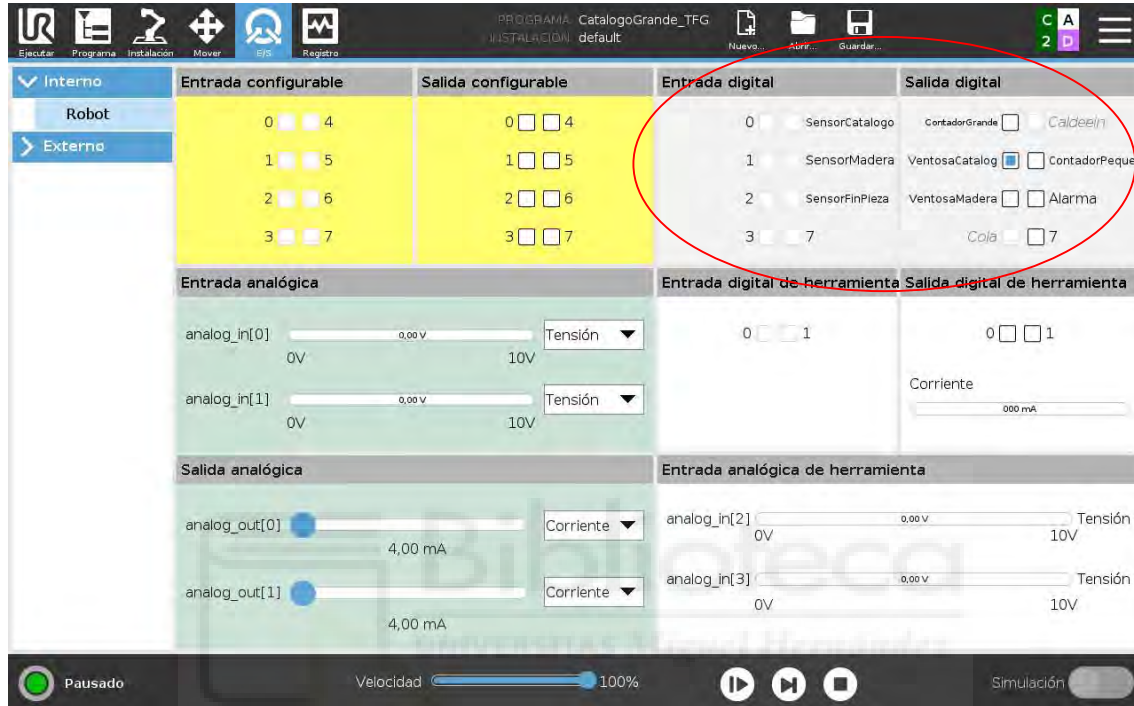 UR
PROGRAMA CatalogoGrande_TFG
INSTALACIÓN default
Ejecutar Programa Instalación Mover E/S Registro
Nuevo... Abrir... Guardar...
C A
2 D
Interno
Robot
Externo
Entrada configurable
0 4
1 5
2 6
3 7
Salida configurable
0 4
1 5
2 6
3 7
Entrada digital
0 SensorCatalogo
1 SensorMadera
2 SensorFinPieza
3 7
Salida digital
ContadorGrande Caldeein
VentosaCatalog ContadorPeque
VentosaMadera Alarma
Cola 7
Entrada analógica
analog_in[0] 0,00 V Tensión
0V 10V
analog_in[1] 0,00 V Tensión
0V 10V
Entrada digital de herramienta
0 1
Salida digital de herramienta
0 1
Corriente
000 mA
Salida analógica
analog_out[0] Corriente
4,00 mA
analog_out[1] Corriente
4,00 mA
Entrada analógica de herramienta
analog_in[2] 0,00 V Tensión
0V 10V
analog_in[3] 0,00 V Tensión
0V 10V
Biblioteca
UNIVERSITAS Miguel Hernández
Pausado
Velocidad 100%
Simulación